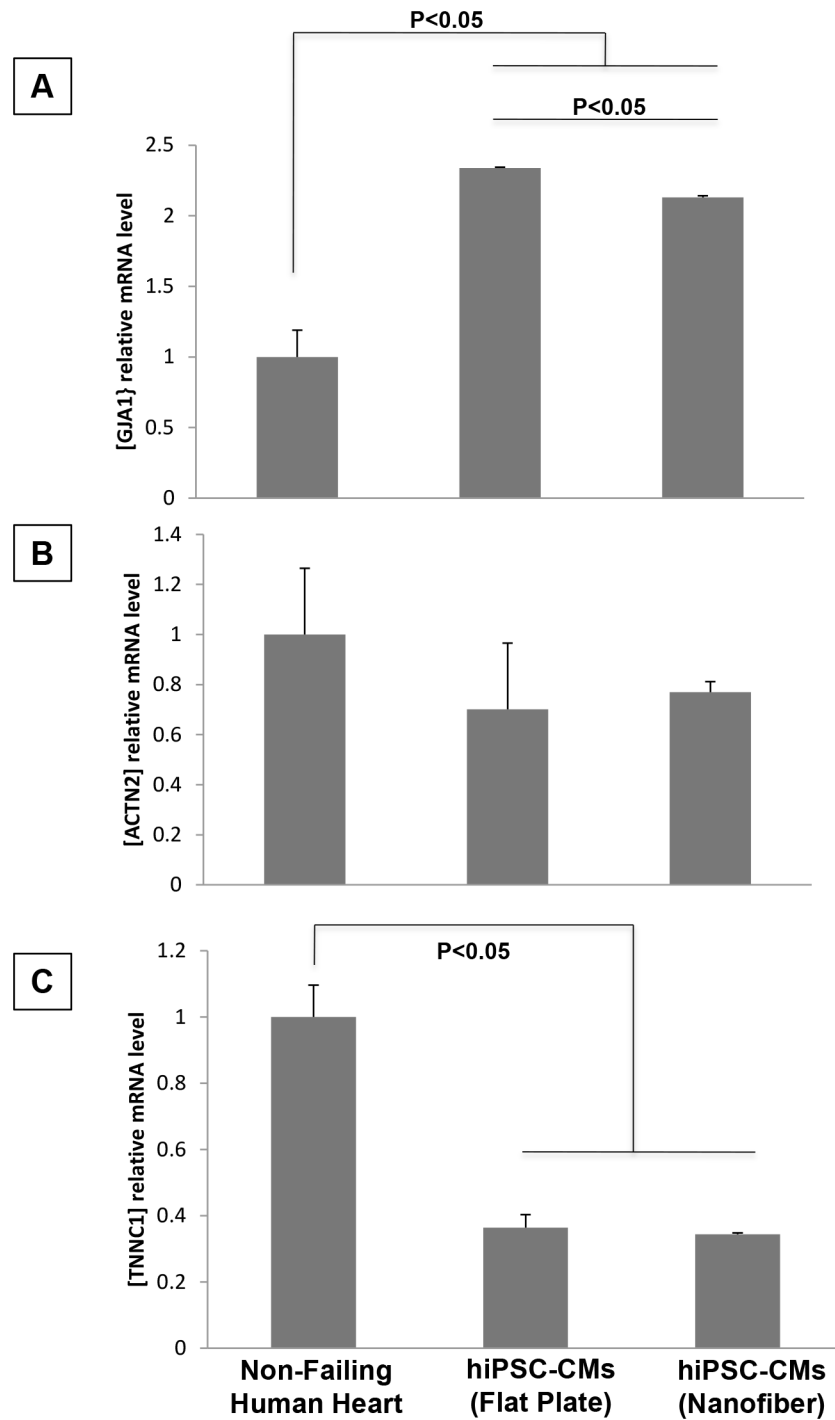 P<0.05
A
P<0.05
[GJA1} relative mRNA level
2.5
2
1.5
1
0.5
0
B
[ACTN2] relative mRNA level
1.4
1.2
1
0.8
0.6
0.4
0.2
0
C
P<0.05
[TNNC1] relative mRNA level
1.2
1
0.8
0.6
0.4
0.2
0
Non-Failing
Human Heart
hiPSC-CMs
(Flat Plate)
hiPSC-CMs
(Nanofiber)